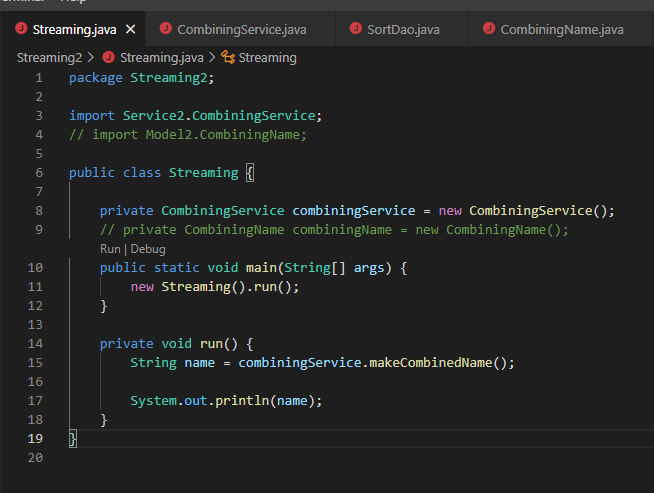 Terminal Help
Streaming.java CombiningService.java SortDao.java CombiningName.java
Streaming2 > Streaming.java > Streaming
1 package Streaming2;
2
3 import Service2.CombiningService;
4 // import Model2.CombiningName;
5
6 public class Streaming {
7
8 private CombiningService combiningService = new CombiningService();
9 // private CombiningName combiningName = new CombiningName();
Run | Debug
10 public static void main(String[] args) {
11 new Streaming().run();
12 }
13
14 private void run() {
15 String name = combiningService.makeCombinedName();
16
17 System.out.println(name);
18 }
19 }
20